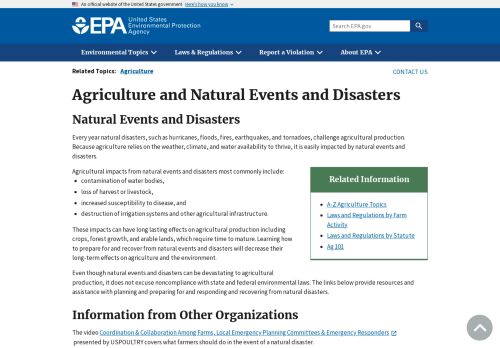 An official website of the United States government Here's how you know
EPA United States
Environmental Protection
Agency
Search EPA.gov
Environmental Topics Laws & Regulations Report a Violation About EPA
Related Topics: Agriculture
CONTACT US
Agriculture and Natural Events and Disasters
Natural Events and Disasters
Every year natural disasters, such as hurricanes, floods, fires, earthquakes, and tornadoes, challenge agricultural production.
Because agriculture relies on the weather, climate, and water availability to thrive, it is easily impacted by natural events and
disasters.
Agricultural impacts from natural events and disasters most commonly include:
• contamination of water bodies,
• loss of harvest or livestock,
• increased susceptibility to disease, and
• destruction of irrigation systems and other agricultural infrastructure.
These impacts can have long lasting effects on agricultural production including
crops, forest growth, and arable lands, which require time to mature. Learning how
to prepare for and recover from natural events and disasters will decrease their
long-term effects on agriculture and the environment.
Related Information
• A-Z Agriculture Topics
• Laws and Regulations by Farm
Activity
• Laws and Regulations by Statute
• Ag 101
Even though natural events and disasters can be devastating to agricultural
production, it does not excuse noncompliance with state and federal environmental laws. The links below provide resources and
assistance with planning and preparing for and responding and recovering from natural disasters.
Information from Other Organizations
The video Coordination & Collaboration Among Farms, Local Emergency Planning Committees & Emergency Responders
presented by USPOULTRY covers what farmers should do in the event of a natural disaster.